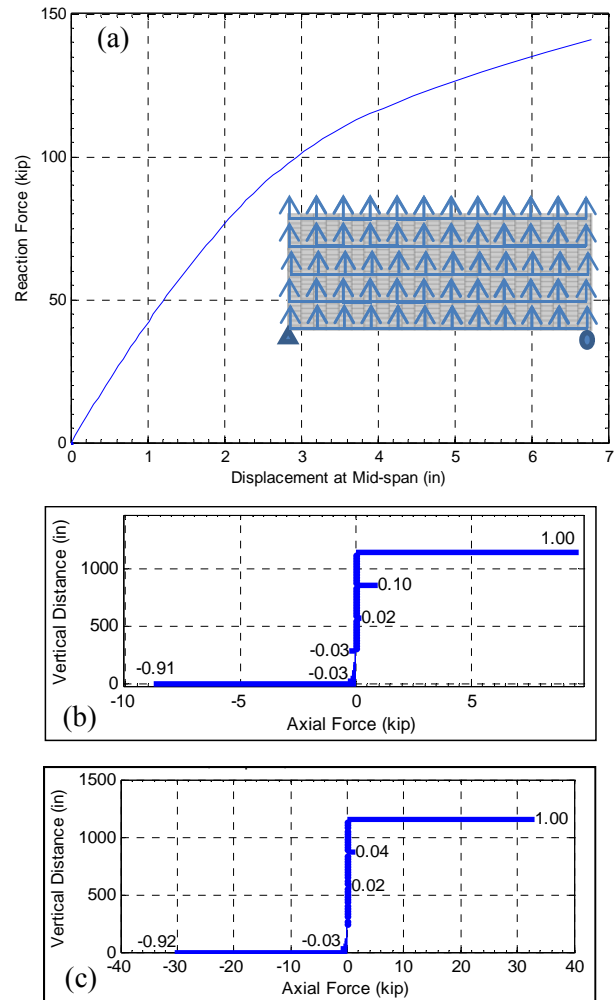 (a)
150
100
50
0
Reaction Force (kip)
0 1 2 3 4 5 6 7
Displacement at Mid-span (in)
1.00
0.10
0.02
-0.03
-0.03
-0.91
1000
500
0
Vertical Distance (in)
-10 -5 0 5
Axial Force (kip)
(b)
1500
1000
500
0
Vertical Distance (in)
1.00
0.04
0.02
-0.03
-0.92
-40 -30 -20 -10 0 10 20 30 40
Axial Force (kip)
(c)